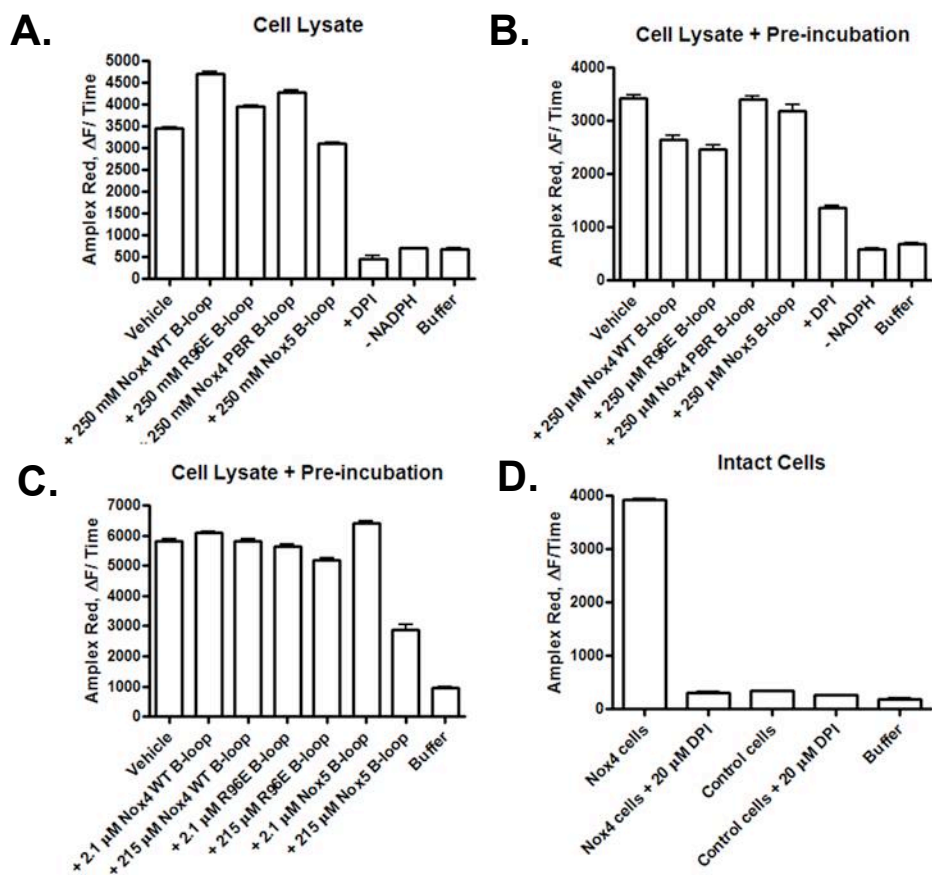 A.
Cell Lysate
Amplex Red, ΔF/ Time
5000
4500
4000
3500
3000
2500
2000
1500
1000
500
0
Vehicle
+ 250 mM Nox4 WT B-loop
+ 250 mM R96E B-loop
250 mM Nox4 PBR B-loop
+ 250 mM Nox5 B-loop
+ DPI
- NADPH
Buffer
B.
Cell Lysate + Pre-incubation
Amplex Red, ΔF/ Time
4000
3000
2000
1000
0
Vehicle
+ 250 µM Nox4 WT B-loop
+ 250 µM R96E B-loop
+ 250 µM Nox4 PBR B-loop
+ 250 µM Nox5 B-loop
+ DPI
- NADPH
Buffer
C.
Cell Lysate + Pre-incubation
Amplex Red, ΔF/ Time
7000
6000
5000
4000
3000
2000
1000
0
Vehicle
+ 2.1 µM Nox4 WT B-loop
+ 215 µM Nox4 WT B-loop
+ 2.1 µM R96E B-loop
+ 215 µM R96E B-loop
+ 2.1 µM Nox5 B-loop
+ 215 µM Nox5 B-loop
Buffer
D.
Intact Cells
Amplex Red, ΔF/Time
4000
3000
2000
1000
0
Nox4 cells
Nox4 cells + 20 µM DPI
Control cells
Control cells + 20 µM DPI
Buffer